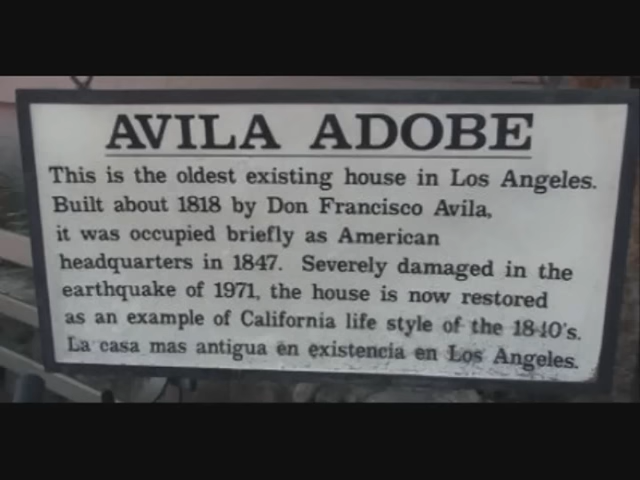 AVILA ADOBE
This is the oldest existing house in Los Angeles.
Built about 1818 by Don Francisco Avila,
it was occupied briefly as American
headquarters in 1847. Severely damaged in the
earthquake of 1971, the house is now restored
as an example of California life style of the 1840's.
La casa mas antigua en existencia en Los Angeles.